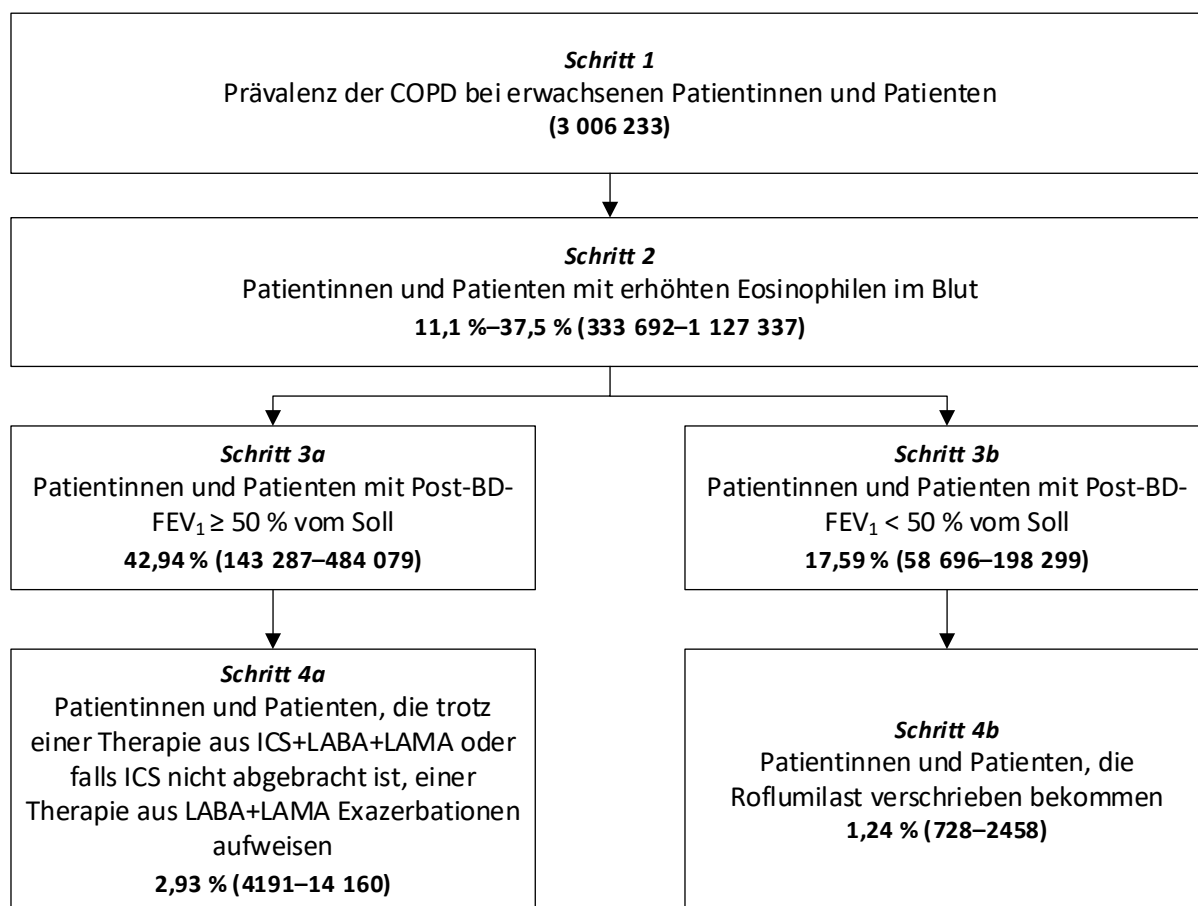 Schritt 1
Prävalenz der COPD bei erwachsenen Patientinnen und Patienten
(3 006 233)
Schritt 2
Patientinnen und Patienten mit erhöhten Eosinophilen im Blut
11,1 %–37,5 % (333 692–1 127 337)
Schritt 3a
Patientinnen und Patienten mit Post-BD-
FEV₁ ≥ 50 % vom Soll
42,94 % (143 287–484 079)
Schritt 3b
Patientinnen und Patienten mit Post-BD-
FEV₁ < 50 % vom Soll
17,59 % (58 696–198 299)
Schritt 4a
Patientinnen und Patienten, die trotz
einer Therapie aus ICS+LABA+LAMA oder
falls ICS nicht abgebracht ist, einer
Therapie aus LABA+LAMA Exazerbationen
aufweisen
2,93 % (4191–14 160)
Schritt 4b
Patientinnen und Patienten, die
Roflumilast verschrieben bekommen
1,24 % (728–2458)